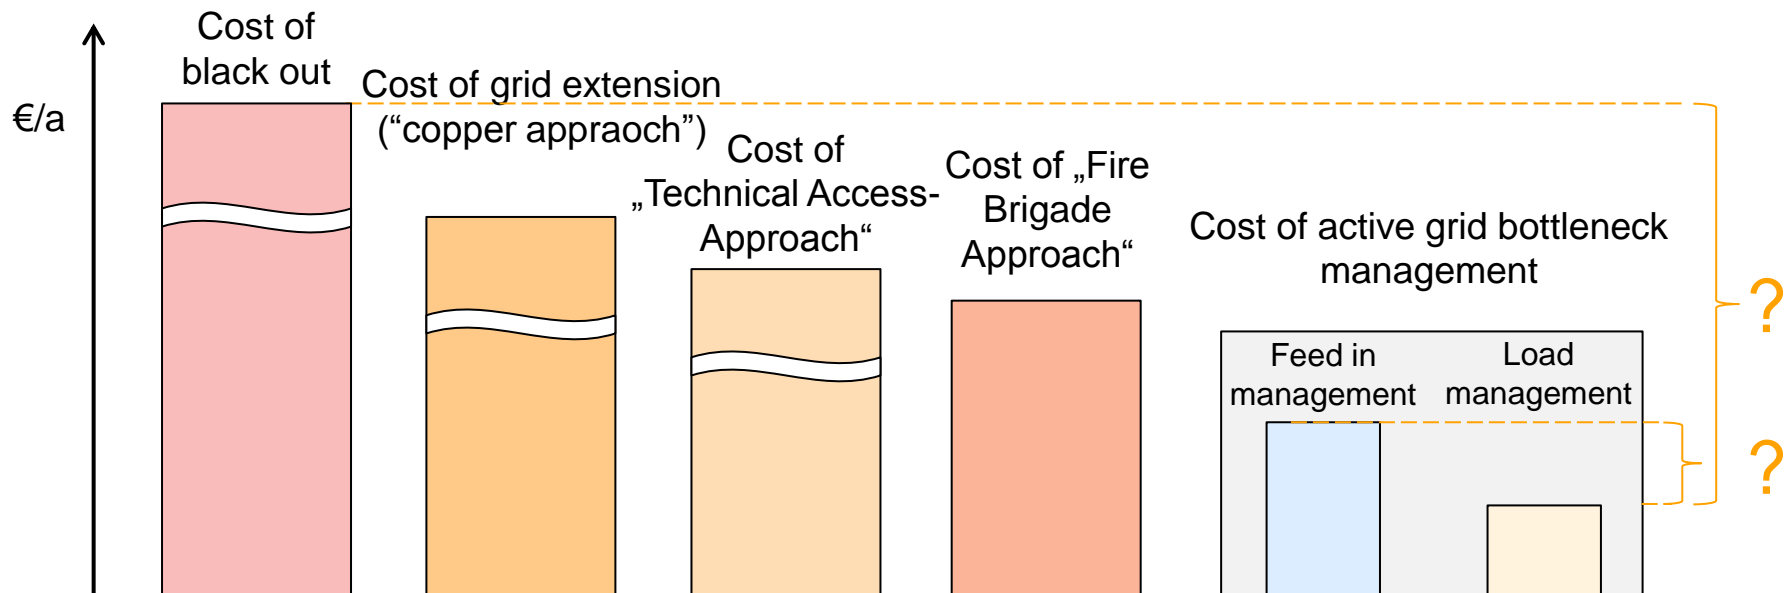 Cost of
black out
€/a
Cost of grid extension
(“copper appraoch”)
Cost of
„Technical Access-
Approach“
Cost of „Fire
Brigade
Approach“
Cost of active grid bottleneck
management
Feed in
management
Load
management
?
?